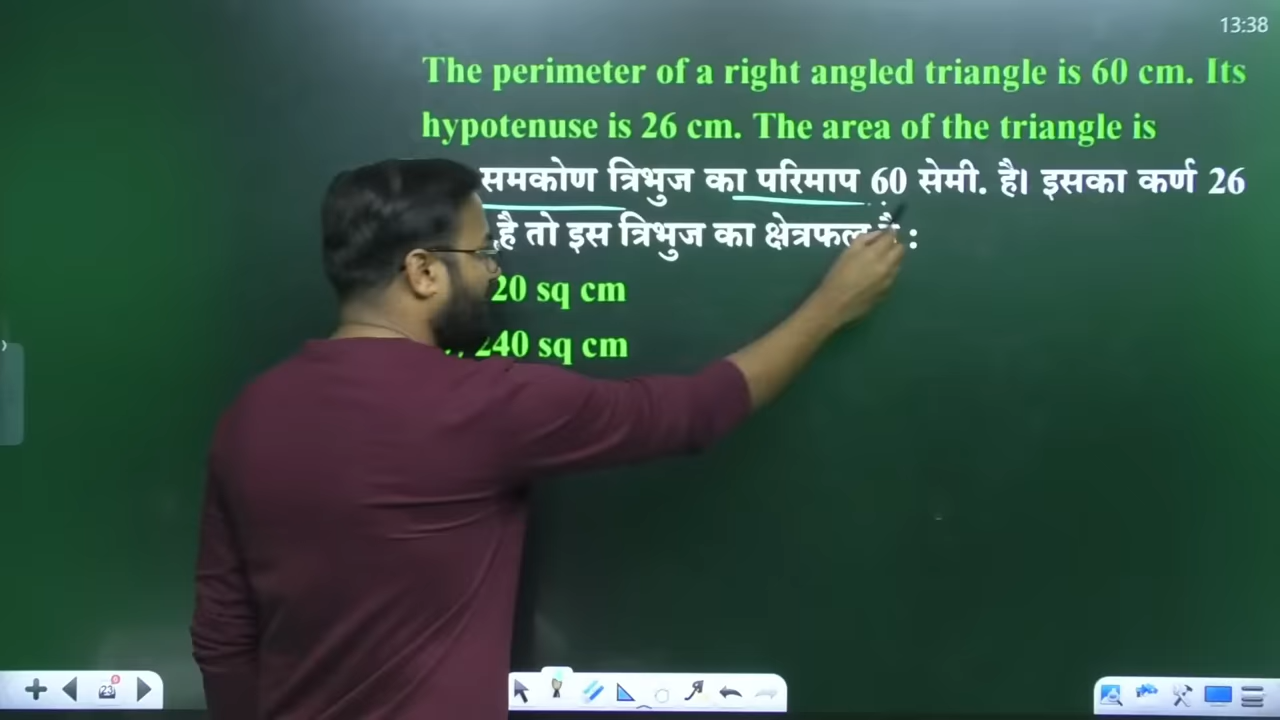 13:38
The perimeter of a right angled triangle is 60 cm. Its
hypotenuse is 26 cm. The area of the triangle is
समकोण त्रिभुज का परिमाप 60 सेमी. है। इसका कर्ण 26
है तो इस त्रिभुज का क्षेत्रफल है :
20 sq cm
240 sq cm
23